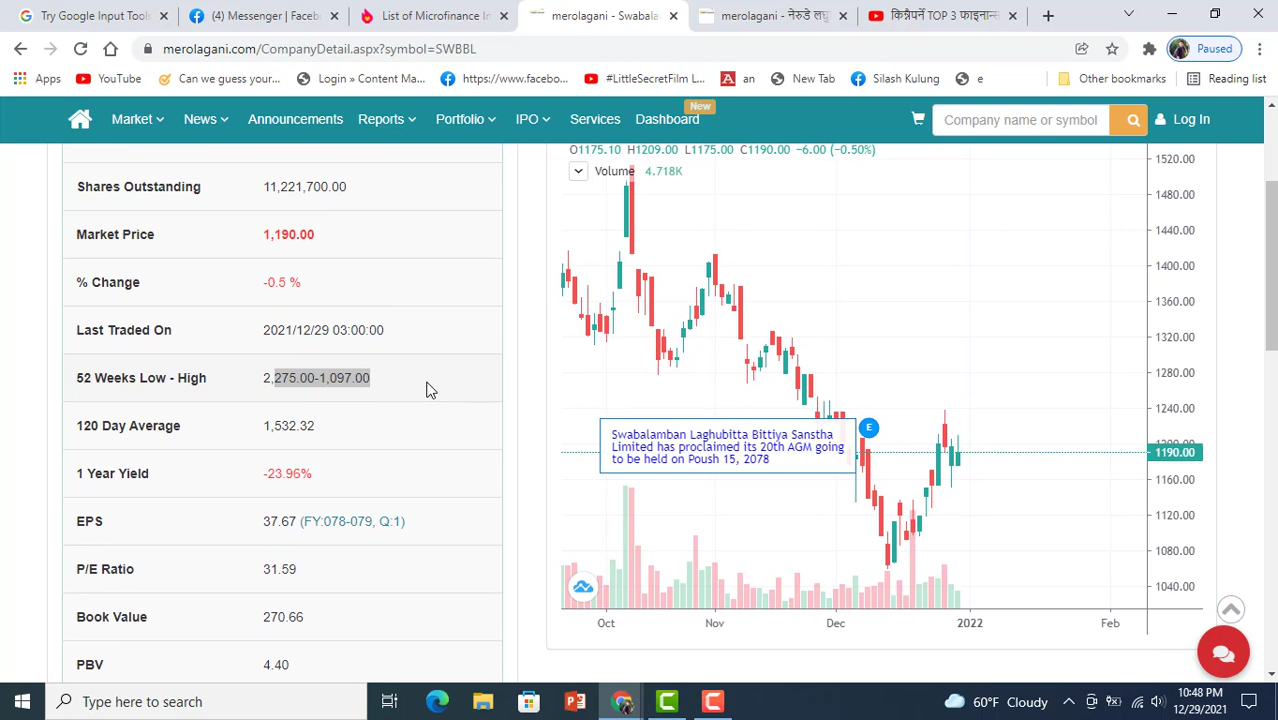 Try Google Input Tools
(4) Messenger | Facebo
List of Microfinance In
merolagani - Swabala
merolagani - नेरुडे लघु
किन्नैपर्ने TOP 3 फाइनान्स
merolagani.com/CompanyDetail.aspx?symbol=SWBBL
Paused
Apps
YouTube
Can we guess your...
Login » Content Ma...
https://www.facebo...
#LittleSecretFilm L...
an
New Tab
Silash Kulung
e
Other bookmarks
Reading list
New
Market
News
Announcements
Reports
Portfolio
IPO
Services
Dashboard
Company name or symbol
Log In
Shares Outstanding 11,221,700.00
Market Price 1,190.00
% Change -0.5 %
Last Traded On 2021/12/29 03:00:00
52 Weeks Low - High 2,275.00-1,097.00
120 Day Average 1,532.32
1 Year Yield -23.96%
EPS 37.67 (FY:078-079, Q:1)
P/E Ratio 31.59
Book Value 270.66
PBV 4.40
O1175.10 H1209.00 L1175.00 C1190.00 −6.00 (−0.50%)
Volume 4.718K
1520.00
1480.00
1440.00
1400.00
1360.00
1320.00
1280.00
1240.00
1200.00
1190.00
1160.00
1120.00
1080.00
1040.00
E
Swabalamban Laghubitta Bittiya Sanstha
Limited has proclaimed its 20th AGM going
to be held on Poush 15, 2078
Oct Nov Dec 2022 Feb
Type here to search
60°F Cloudy
10:48 PM
12/29/2021